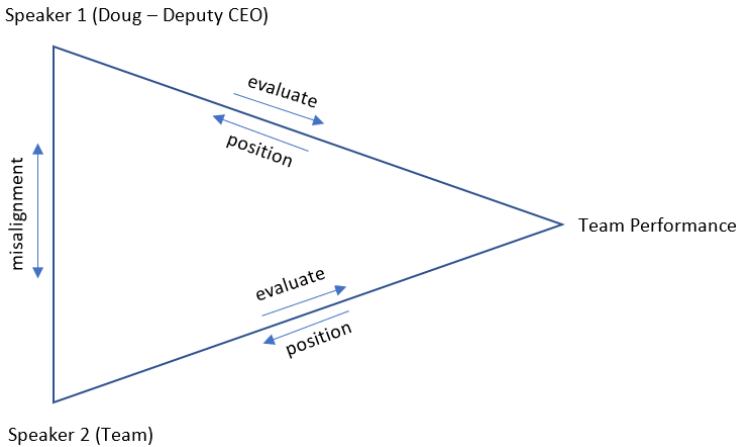 Speaker 1 (Doug – Deputy CEO)
evaluate
position
misalignment
Team Performance
evaluate
position
Speaker 2 (Team)